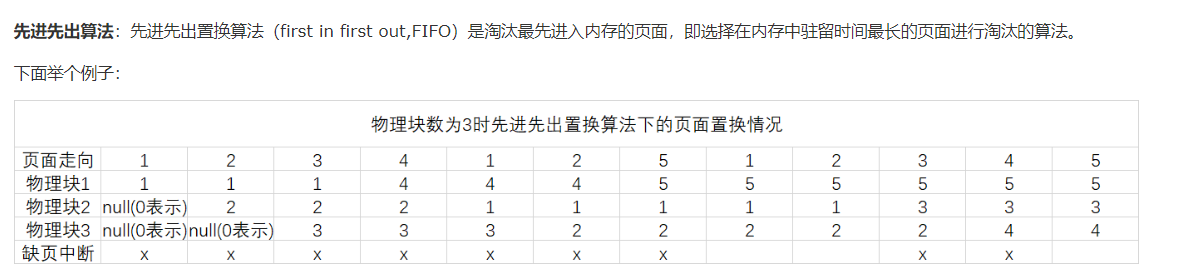 先进先出算法：先进先出置换算法（first in first out,FIFO）是淘汰最先进入内存的页面，即选择在内存中驻留时间最长的页面进行淘汰的算法。
下面举个例子：
物理块数为3时先进先出置换算法下的页面置换情况
页面走向 1 2 3 4 1 2 5 1 2 3 4 5
物理块1 1 1 1 4 4 4 5 5 5 5 5 5
物理块2 null(0表示) 2 2 2 1 1 1 1 1 3 3 3
物理块3 null(0表示) null(0表示) 3 3 3 2 2 2 2 2 4 4
缺页中断 x x x x x x x x x